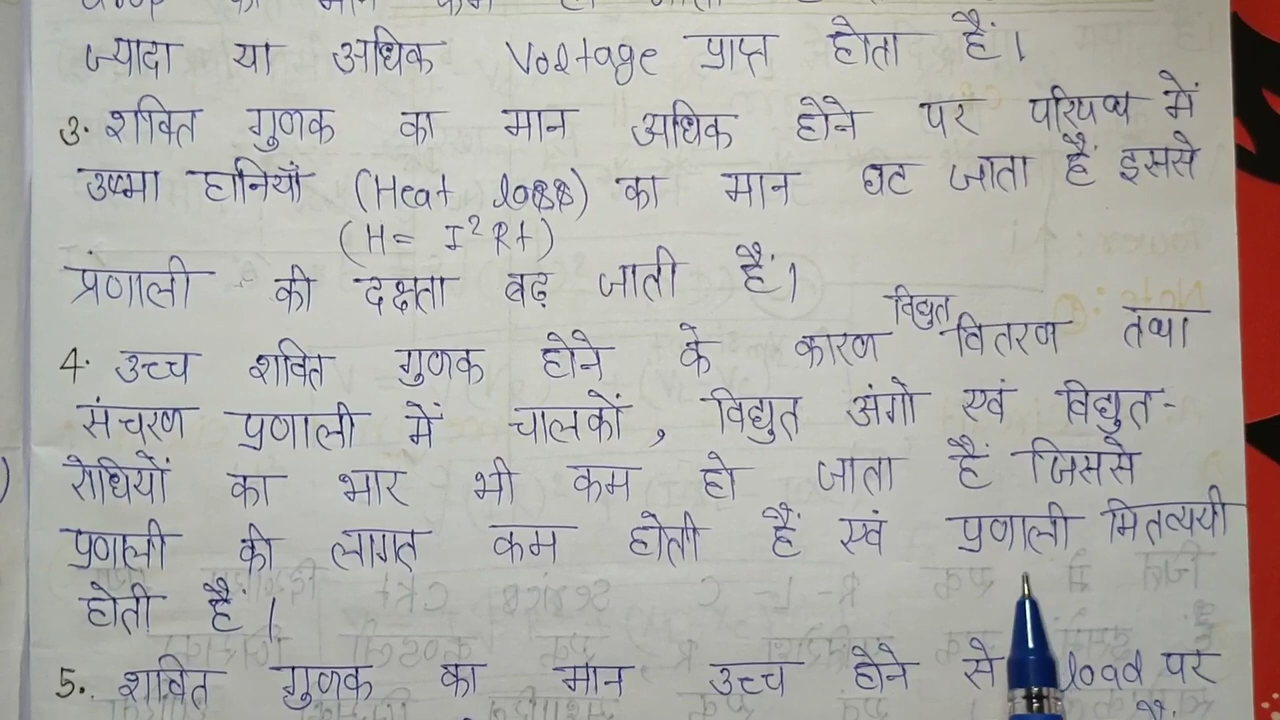 का मान कम हो जाता
ज्यादा या अधिक Voltage प्राप्त होता हैं।
3. शक्ति गुणक का मान अधिक होने पर परिपथ में
उष्मा हानियाँ (Heat loss) का मान घट जाता हैं इससे
(H = I²Rt)
प्रंणाली की दक्षता बढ़ जाती हैं।
4. उच्च शक्ति गुणक होने के कारण विद्युत वितरण तथा
संचरण प्रणाली में चालकों, विद्युत अंगो एवं विद्युत-
रोधियों का भार भी कम हो जाता हैं जिससे
प्रणाली की लागत कम होती हैं एवं प्रणाली मितव्ययी
होती हैं।
5. शक्ति गुणक का मान उच्च होने से load पर